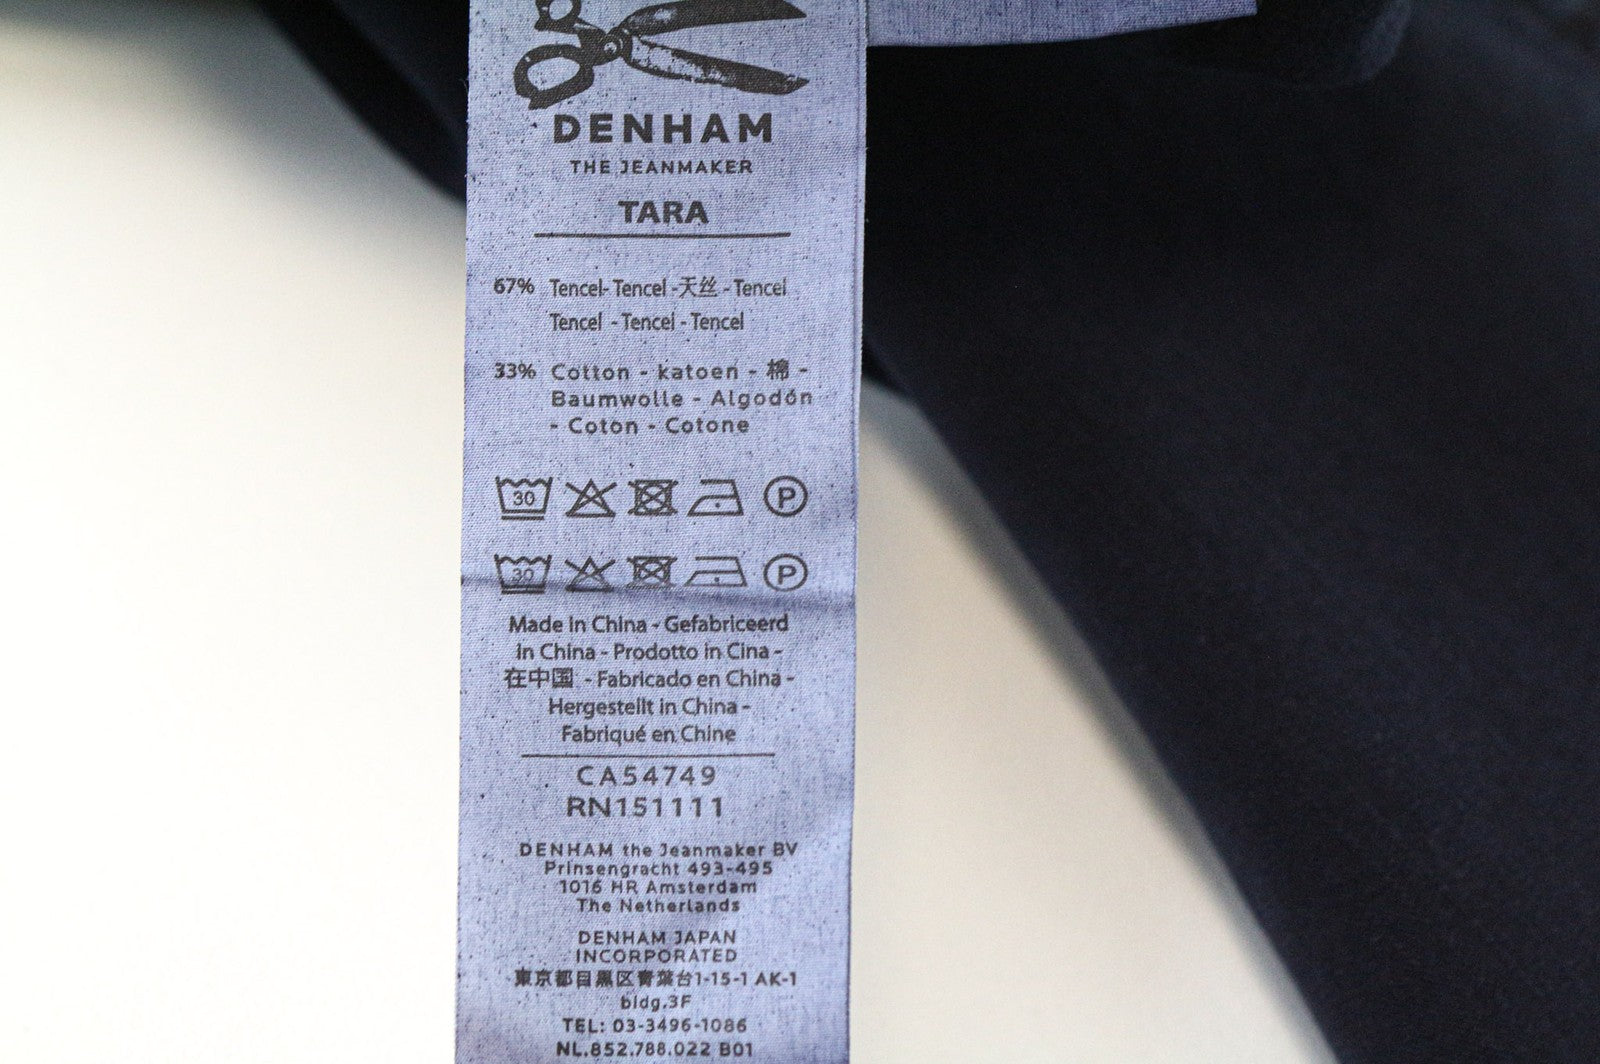 DENHAM
THE JEANMAKER
TARA
67% Tencel- Tencel -天丝 - Tencel
Tencel - Tencel - Tencel
33% Cotton - katoen - 棉 -
Baumwolle - Algodón
- Coton - Cotone
30 P
30 P
Made in China - Gefabriceerd
in China - Prodotto in Cina -
在中国 - Fabricado en China -
Hergestellt in China -
Fabriqué en Chine
CA54749
RN151111
DENHAM the Jeanmaker BV
Prinsengracht 493-495
1016 HR Amsterdam
The Netherlands
DENHAM JAPAN
INCORPORATED
東京都目黒区青葉台1-15-1 AK-1
bldg.3F
TEL: 03-3496-1086
NL.852.788.022 B01